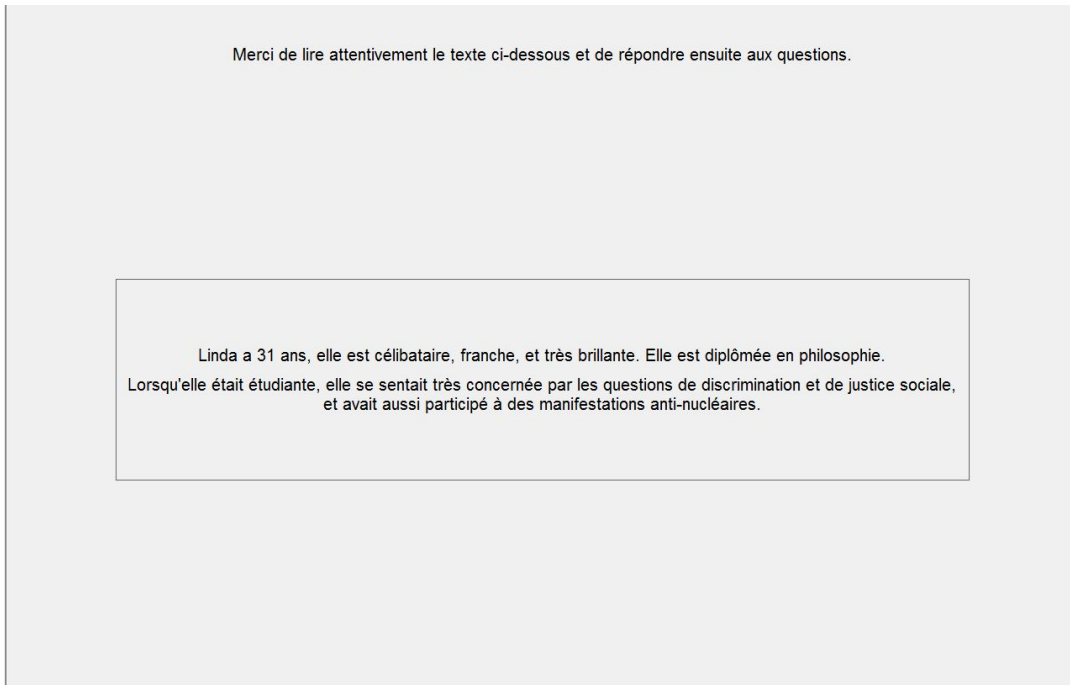 Merci de lire attentivement le texte ci-dessous et de répondre ensuite aux questions.
Linda a 31 ans, elle est célibataire, franche, et très brillante. Elle est diplômée en philosophie.
Lorsqu'elle était étudiante, elle se sentait très concernée par les questions de discrimination et de justice sociale,
et avait aussi participé à des manifestations anti-nucléaires.